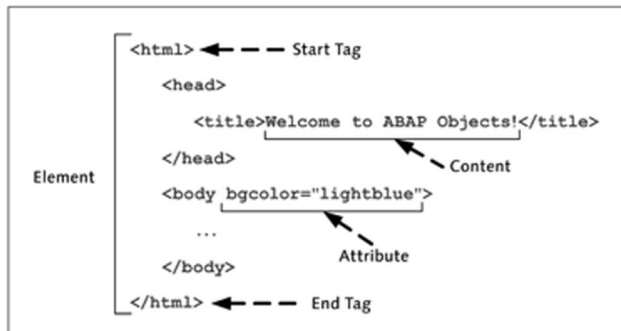 <html> Start Tag
<head>
<title>Welcome to ABAP Objects!</title>
</head> Content
Element
<body bgcolor="lightblue">
...
Attribute
</body>
</html> End Tag